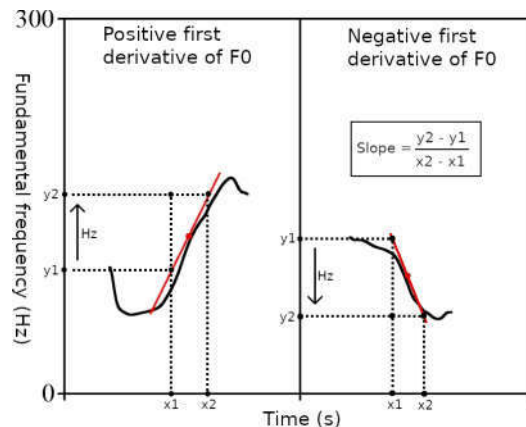 300
Positive first
derivative of F0
Negative first
derivative of F0
Fundamental frequency (Hz)
Slope = y2 - y1
x2 - x1
y2
Hz
y1
y1
Hz
y2
0
x1
x2
x1
x2
Time (s)